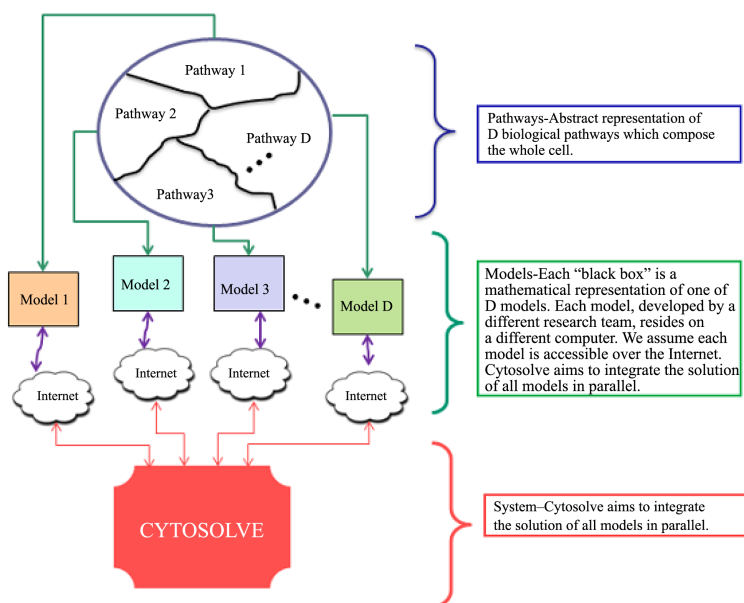 Pathway 1
Pathway 2
Pathway D
Pathway3
Pathways-Abstract representation of
D biological pathways which compose
the whole cell.
Model 1
Model 2
Model 3
Model D
Models-Each “black box” is a
mathematical representation of one of
D models. Each model, developed by a
different research team, resides on
a different computer. We assume each
model is accessible over the Internet.
Cytosolve aims to integrate the solution
of all models in parallel.
Internet
Internet
Internet
Internet
CYTOSOLVE
System–Cytosolve aims to integrate
the solution of all models in parallel.